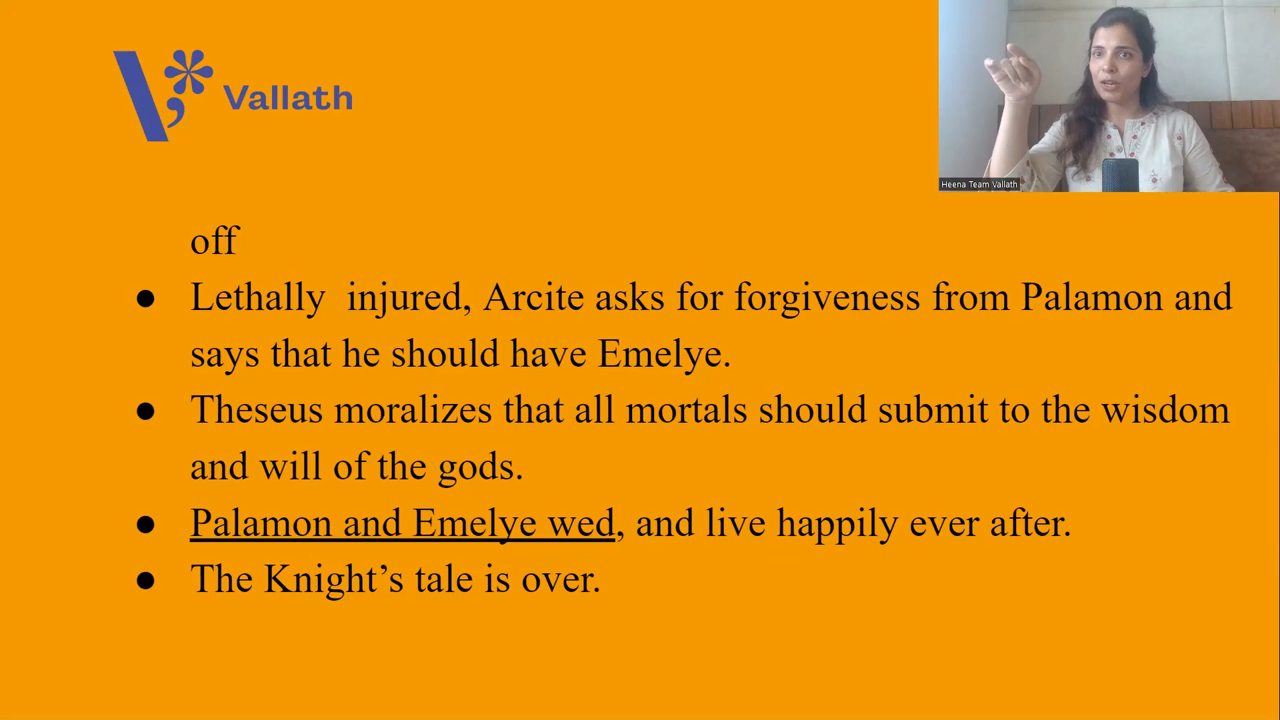 Vallath
Heena Team Vallath
off
● Lethally  injured, Arcite asks for forgiveness from Palamon and
says that he should have Emelye.
● Theseus moralizes that all mortals should submit to the wisdom
and will of the gods.
● Palamon and Emelye wed, and live happily ever after.
● The Knight’s tale is over.